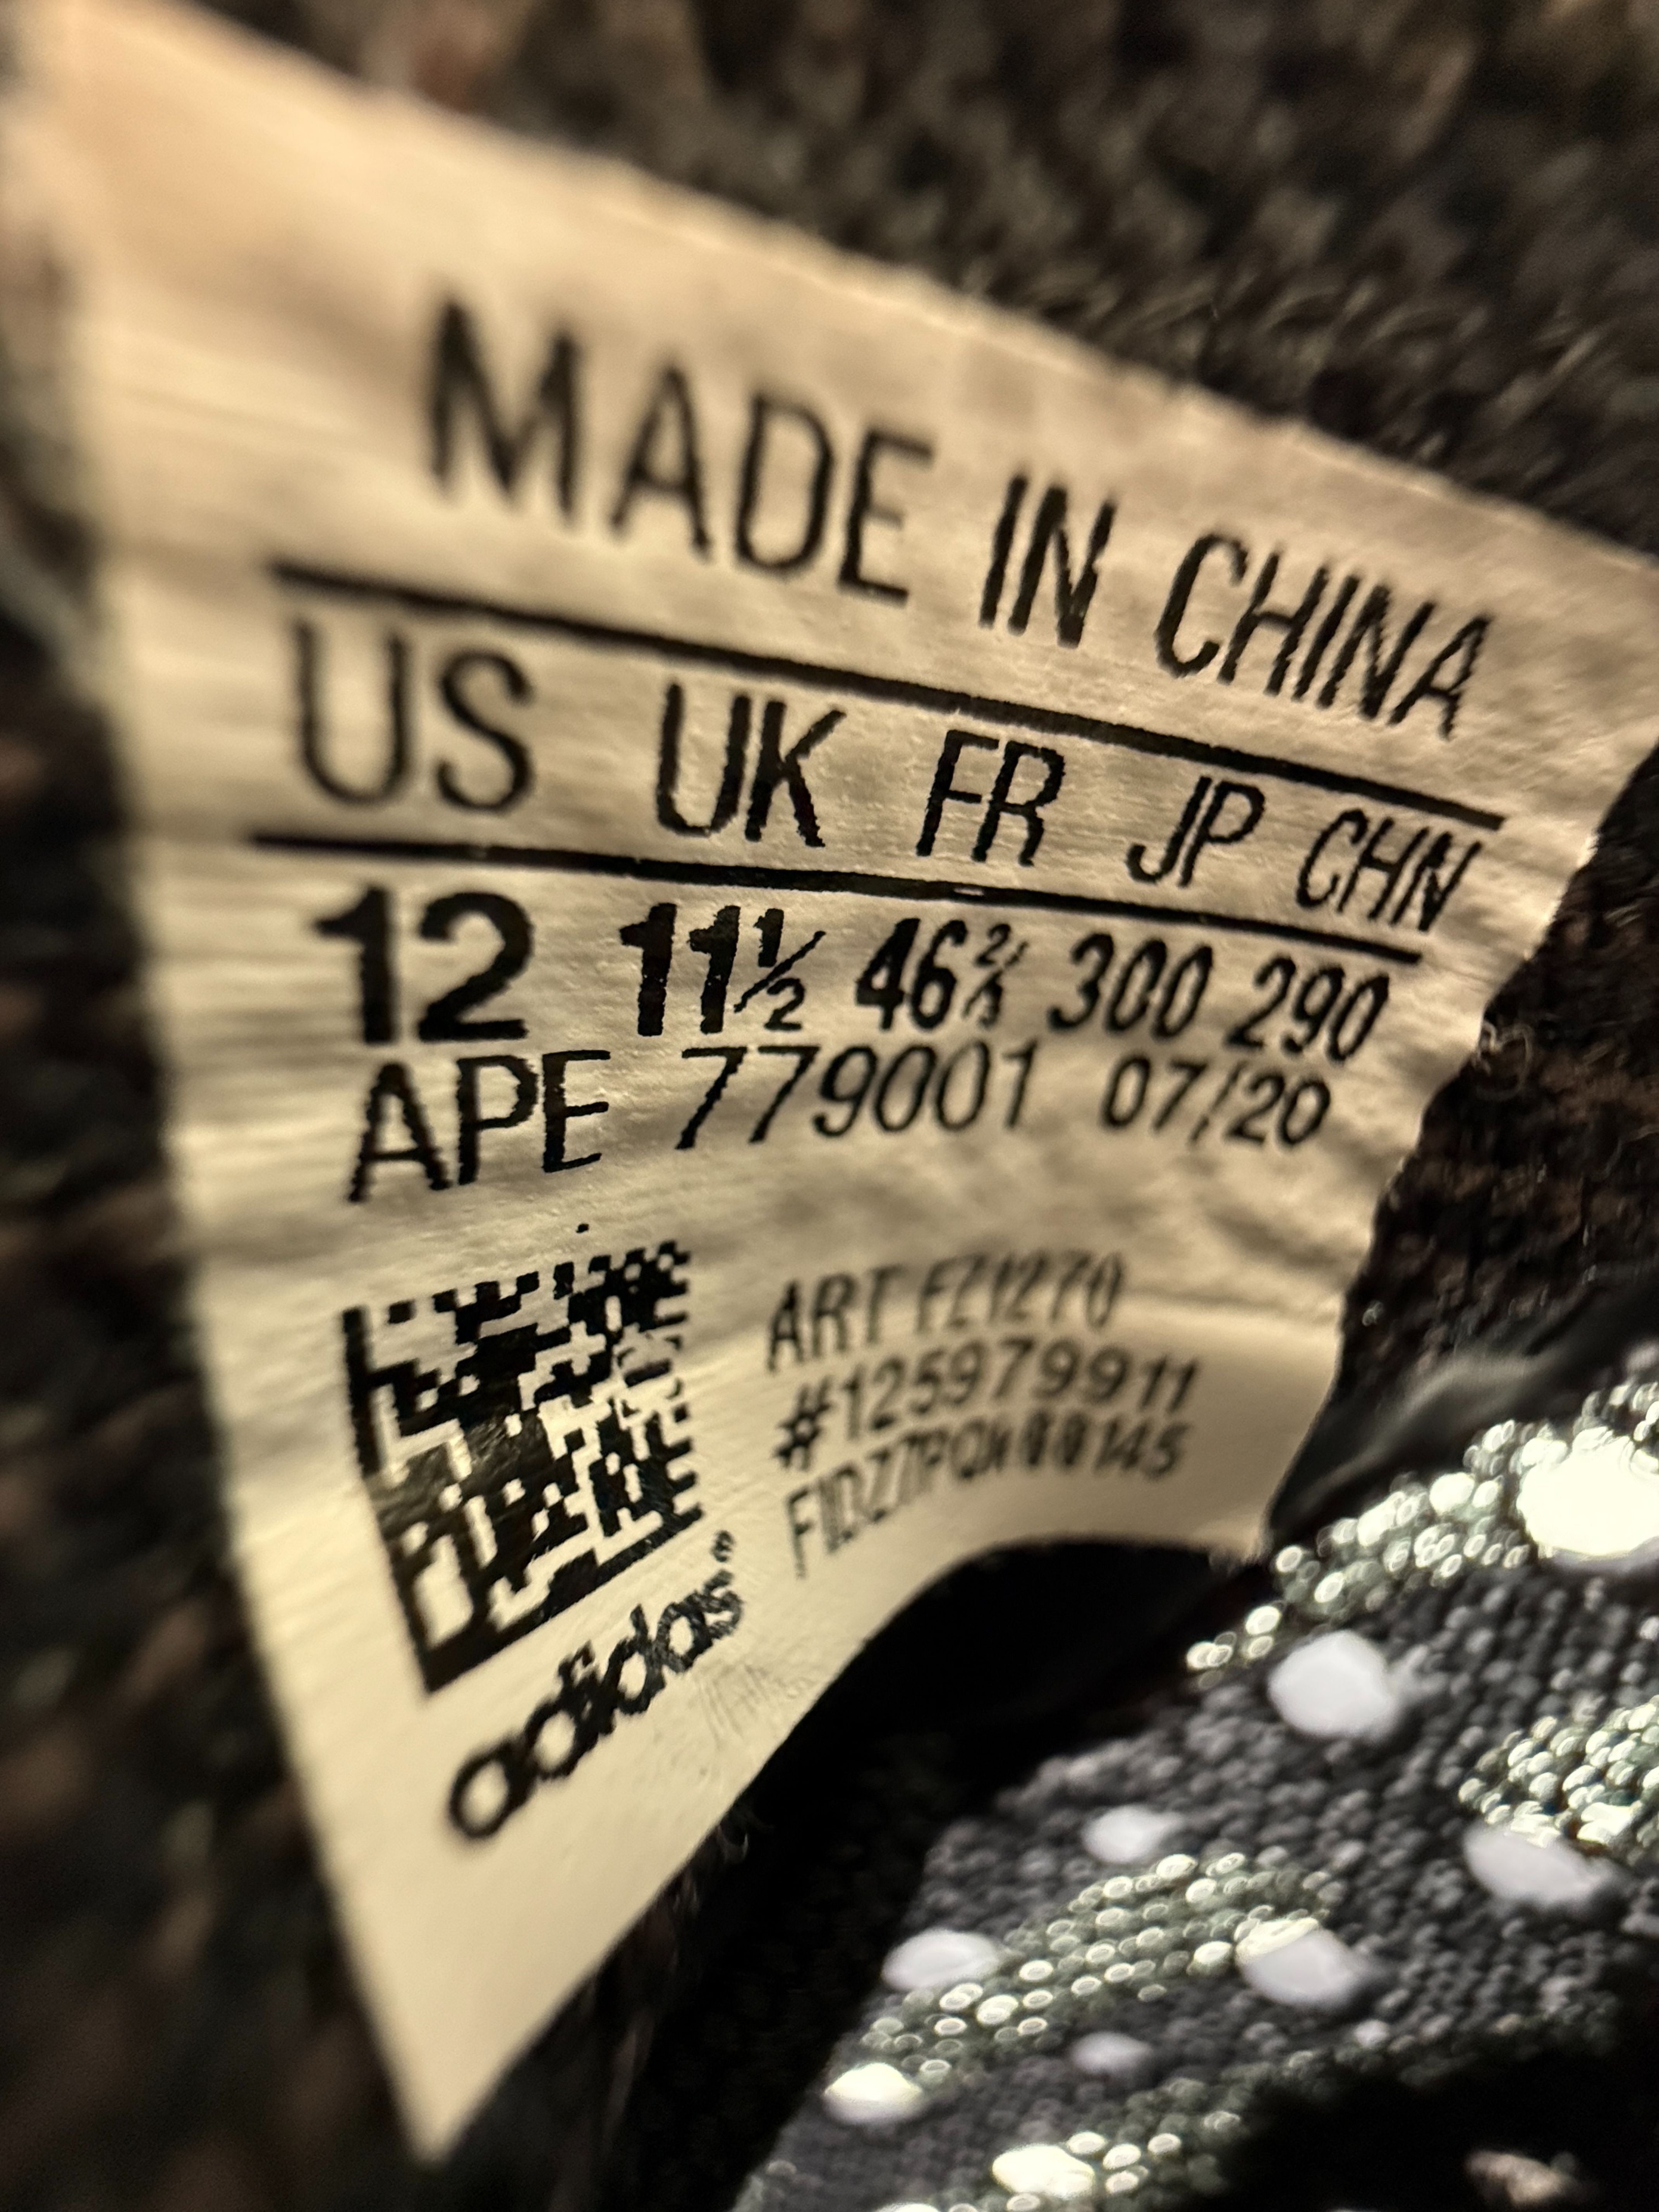 MADE IN CHINA
US UK FR JP CHN
12 11½ 46⅔ 300 290
APE 779001 07/20
ART FZ1270
#125979911
adidas